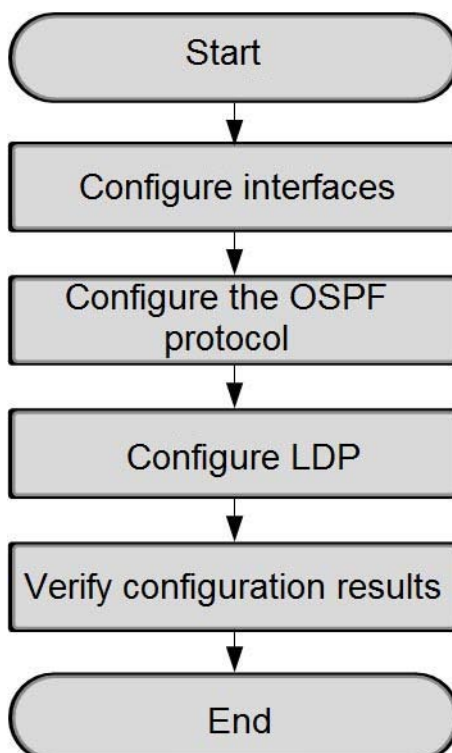 Start
Configure interfaces
Configure the OSPF
protocol
Configure LDP
Verify configuration results
End